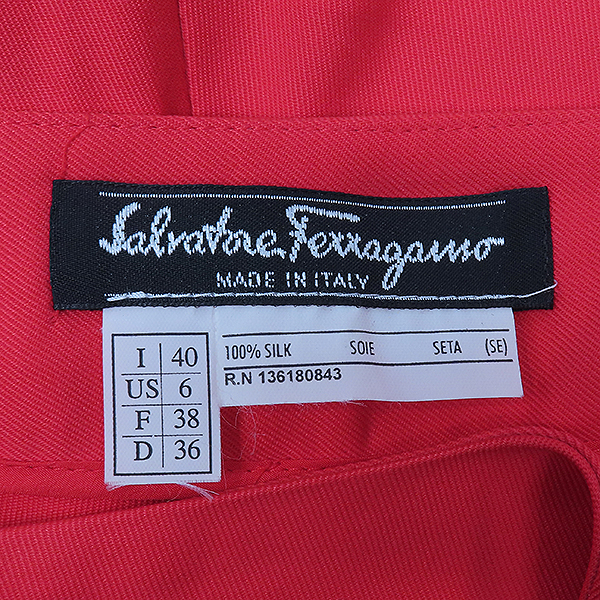 Salvatore Ferragamo
MADE IN ITALY
I 40
US 6
F 38
D 36
100% SILK SOIE SETA (SE)
R.N 136180843